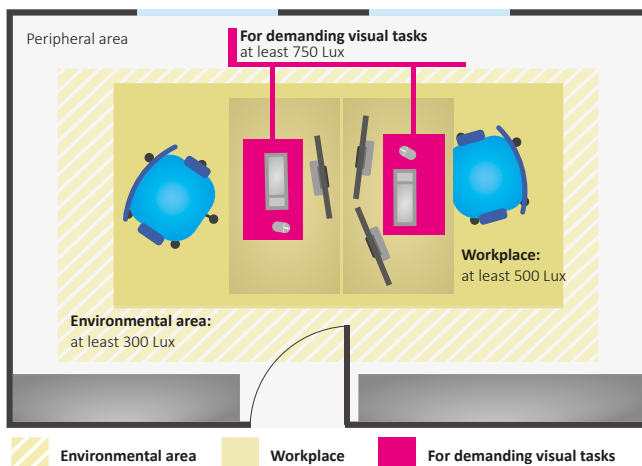 Peripheral area
For demanding visual tasks
at least 750 Lux
Workplace:
at least 500 Lux
Environmental area:
at least 300 Lux
Environmental area
Workplace
For demanding visual tasks